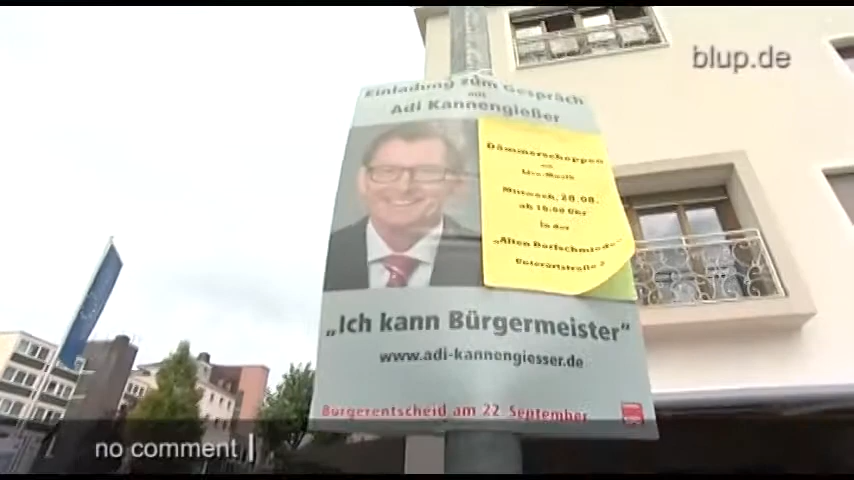 blup.de
Einladung zum Gespräch
mit
Adi Kannengießer
Dämmerschoppen
mit
Live-Musik
Mittwoch, 28.08.
ab 18.00 Uhr
in der
„Alten Dorfschmiede“
„Ich kann Bürgermeister“
www.adi-kannengiesser.de
Bürgerentscheid am 22 September
no comment